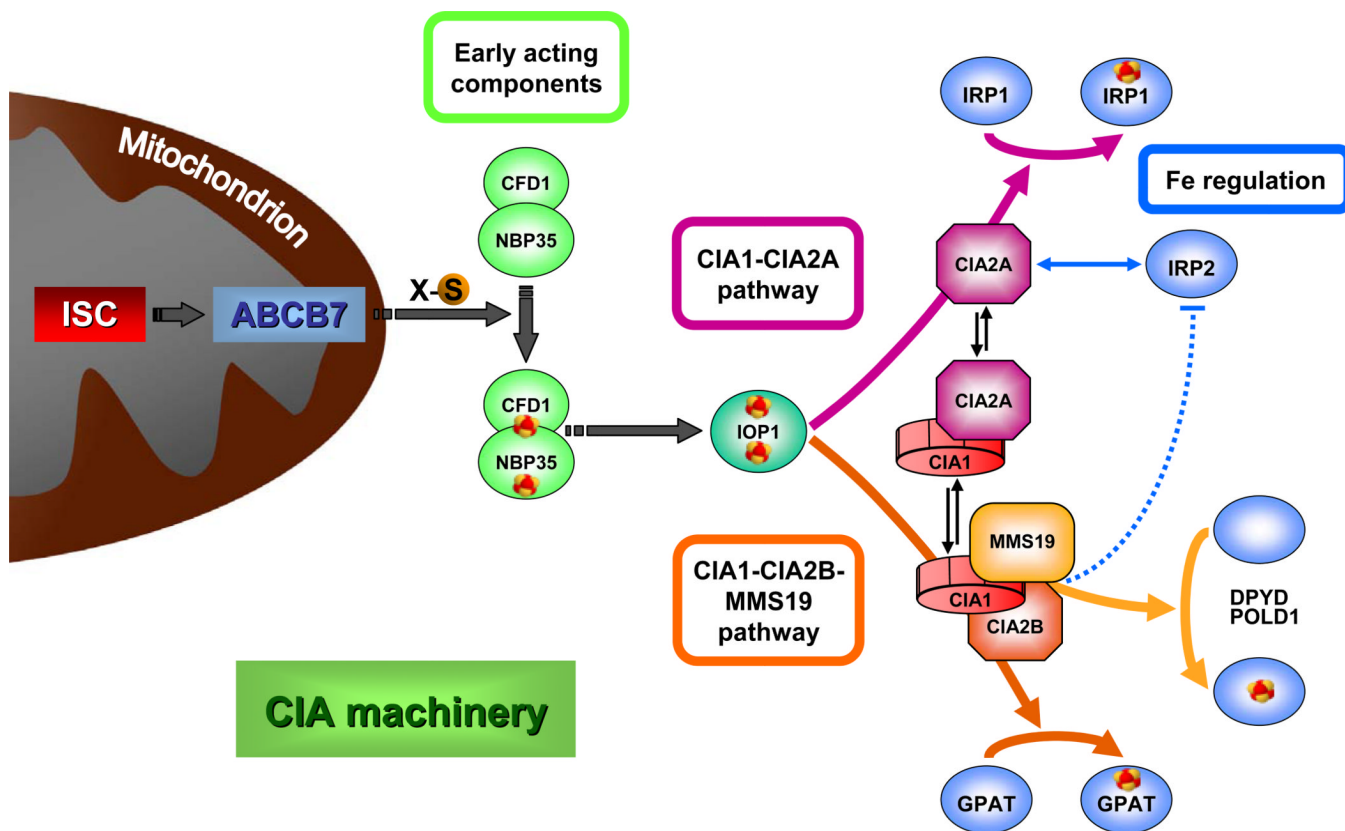 Early acting
components
Mitochondrion
ISC
ABCB7
X-S
CFD1
NBP35
CFD1
NBP35
IOP1
CIA machinery
CIA1-CIA2A
pathway
CIA1-CIA2B-
MMS19
pathway
IRP1
IRP1
Fe regulation
CIA2A
IRP2
CIA2A
CIA1
MMS19
CIA1
CIA2B
DPYD
POLD1
GPAT
GPAT